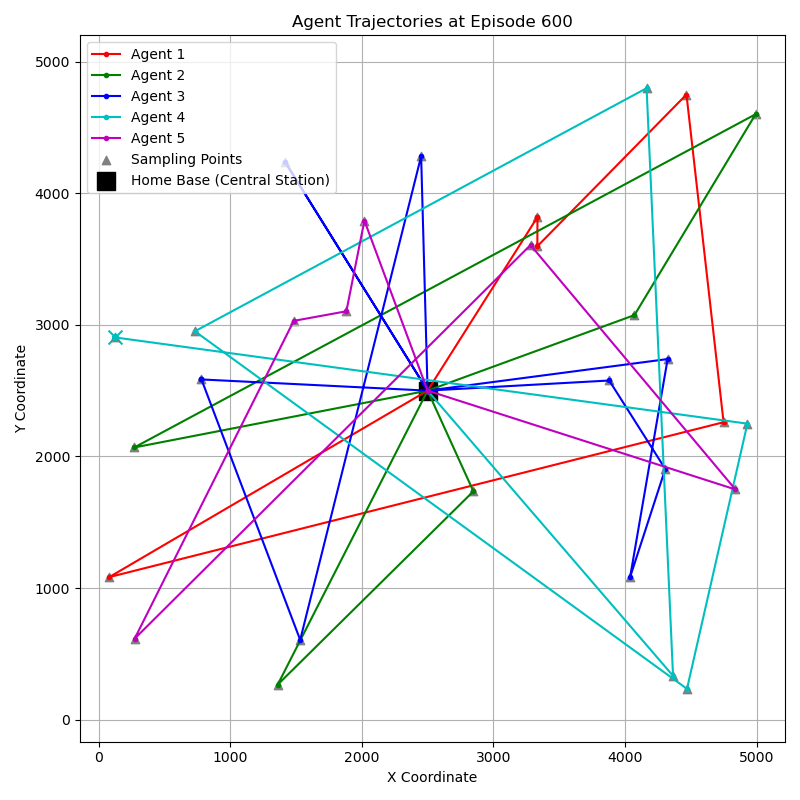 Agent Trajectories at Episode 600
Agent 1
Agent 2
Agent 3
Agent 4
Agent 5
Sampling Points
Home Base (Central Station)
5000
4000
3000
2000
1000
0
Y Coordinate
0 1000 2000 3000 4000 5000
X Coordinate